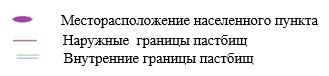 Месторасположение населенного пункта
Наружные границы пастбищ
Внутренние границы пастбищ